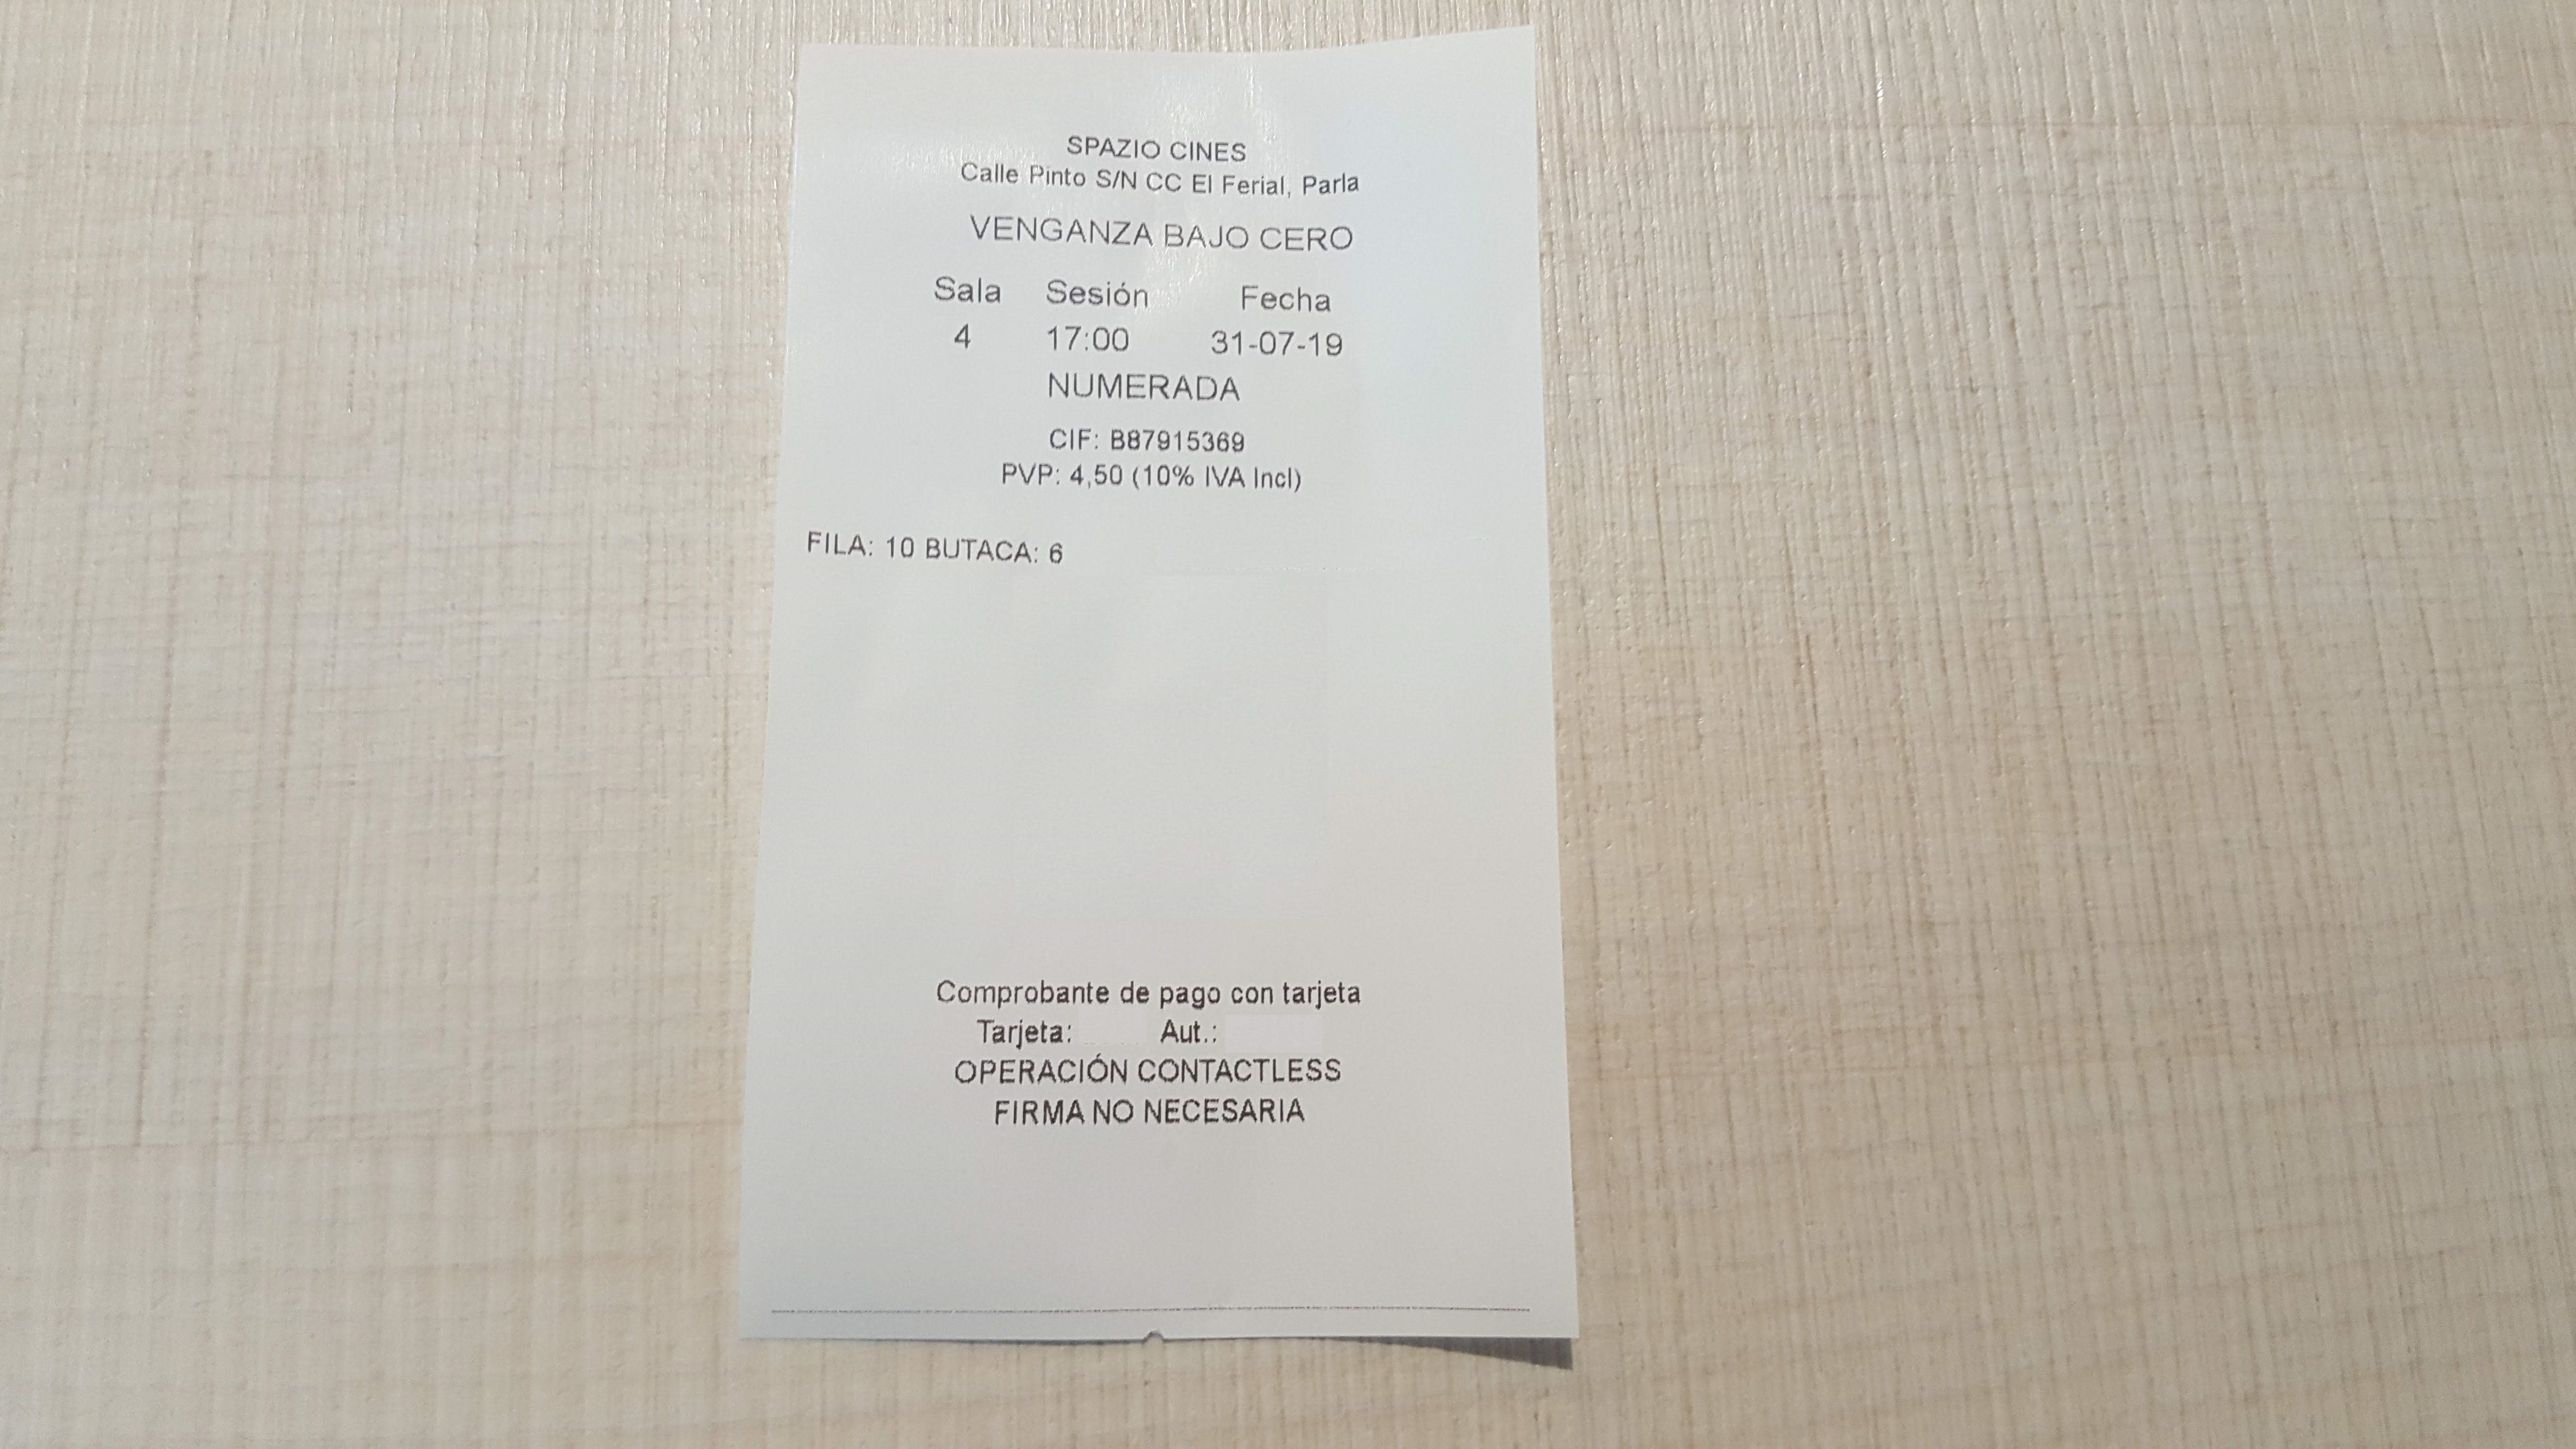 SPAZIO CINES
Calle Pinto S/N CC El Ferial, Parla
VENGANZA BAJO CERO
Sala Sesión Fecha
4 17:00 31-07-19
NUMERADA
CIF: B87915369
PVP: 4,50 (10% IVA Incl)
FILA: 10 BUTACA: 6
Comprobante de pago con tarjeta
Tarjeta: Aut.:
OPERACIÓN CONTACTLESS
FIRMA NO NECESARIA